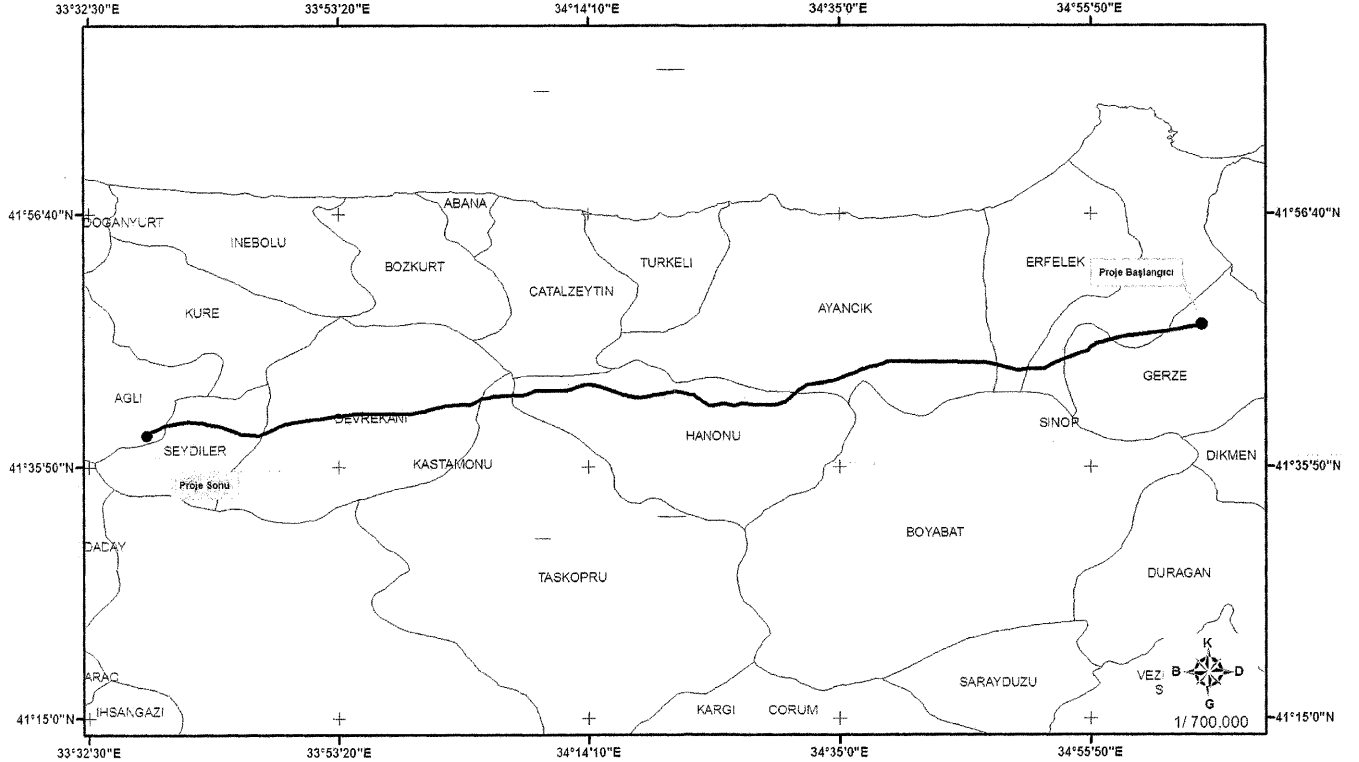 33°32'30"E 33°53'20"E 34°14'10"E 34°35'0"E 34°55'50"E
41°56'40"N 41°56'40"N
DOGANYURT
ABANA
INEBOLU
BOZKURT
TURKELI
ERFELEK
Proje Başlangıcı
CATALZEYTIN
KURE
AYANCIK
GERZE
AGLI
DEVREKANI
SINOP
HANONU
SEYDILER
KASTAMONU
DIKMEN
41°35'50"N 41°35'50"N
Proje Sonu
BOYABAT
DADAY
TASKOPRU
DURAGAN
K
ARAC
B D
VEZI
S
SARAYDUZU
G
IHSANGAZI
KARGI
CORUM
41°15'0"N 41°15'0"N
1/ 700,000
33°32'30"E 33°53'20"E 34°14'10"E 34°35'0"E 34°55'50"E